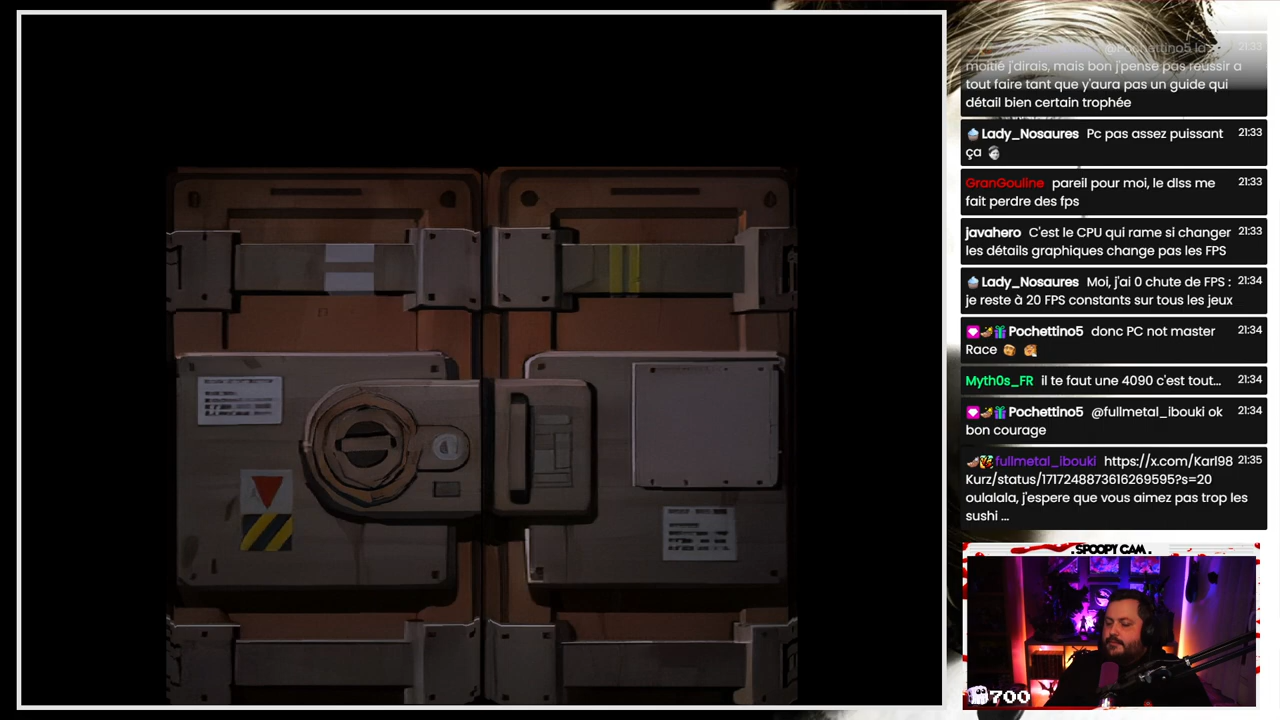 @Pochettino5 la 21:33
moitié j'dirais, mais bon j'pense pas réussir a
tout faire tant que y'aura pas un guide qui
détail bien certain trophée
Lady_Nosaures Pc pas assez puissant 21:33
ça
GranGouline pareil pour moi, le dlss me 21:33
fait perdre des fps
javahero C'est le CPU qui rame si changer 21:33
les détails graphiques change pas les FPS
Lady_Nosaures Moi, j'ai 0 chute de FPS : 21:34
je reste à 20 FPS constants sur tous les jeux
Pochettino5 donc PC not master 21:34
Race
Myth0s_FR il te faut une 4090 c'est tout... 21:34
Pochettino5 @fullmetal_ibouki ok 21:34
bon courage
fullmetal_ibouki https://x.com/Karl98 21:35
Kurz/status/1717248873616269595?s=20
oulalala, j'espere que vous aimez pas trop les
sushi ...
. SPOOPY CAM .
700